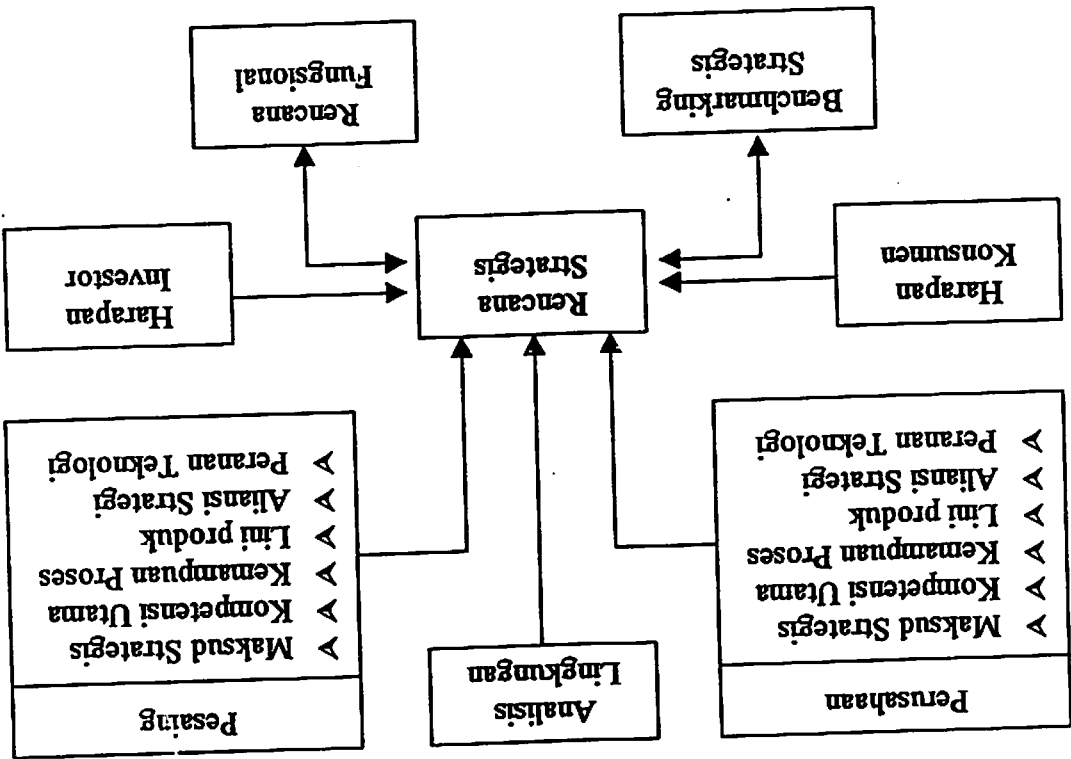 Perusahaan
➤ Maksud Strategis
➤ Kompetensi Utama
➤ Kemampuan Proses
➤ Lini produk
➤ Aliansi Strategi
➤ Peranan Teknologi
Analisis
Lingkungan
Pesaing
➤ Maksud Strategis
➤ Kompetensi Utama
➤ Kemampuan Proses
➤ Lini produk
➤ Aliansi Strategi
➤ Peranan Teknologi
Harapan
Konsumen
Rencana
Strategis
Harapan
Investor
Benchmarking
Strategis
Rencana
Fungsional